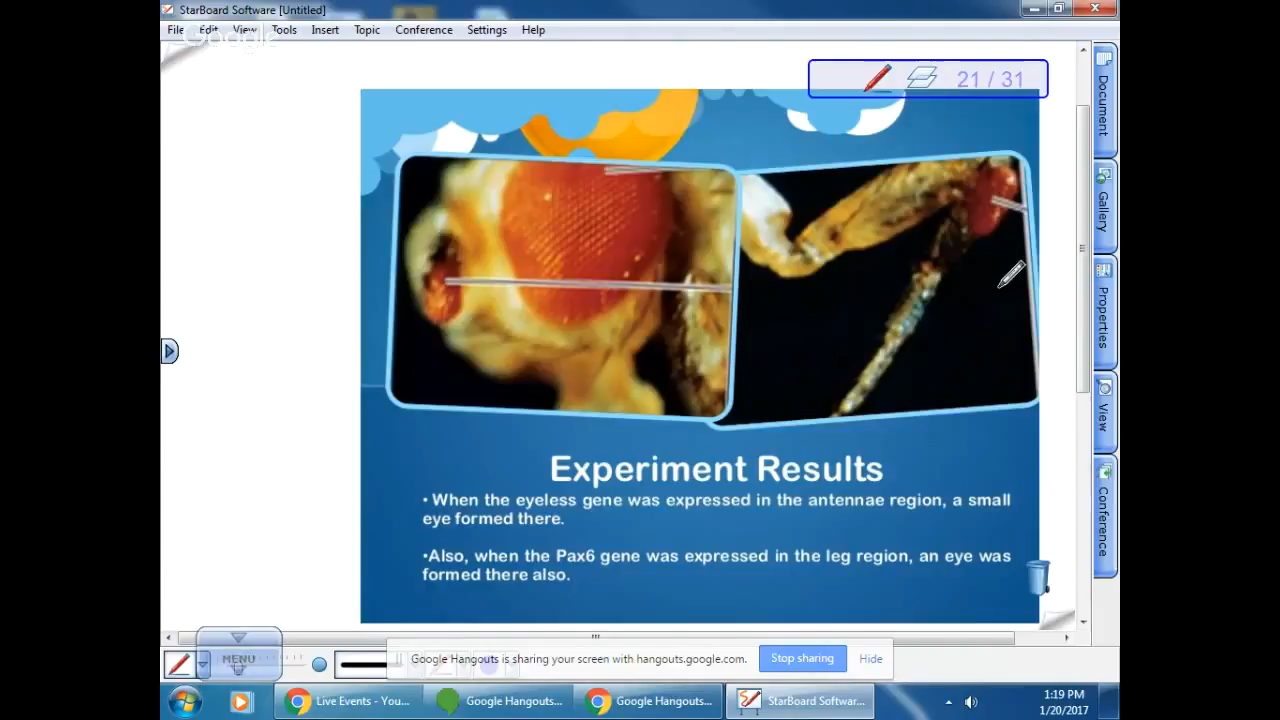 StarBoard Software [Untitled]
File Edit View Tools Insert Topic Conference Settings Help
Google
21 / 31
Document
Gallery
Properties
View
Conference
Experiment Results
• When the eyeless gene was expressed in the antennae region, a small
eye formed there.
•Also, when the Pax6 gene was expressed in the leg region, an eye was
formed there also.
MENU
Google Hangouts is sharing your screen with hangouts.google.com.
Stop sharing
Hide
Live Events - You...
Google Hangouts...
Google Hangouts...
StarBoard Softwar...
1:19 PM
1/20/2017